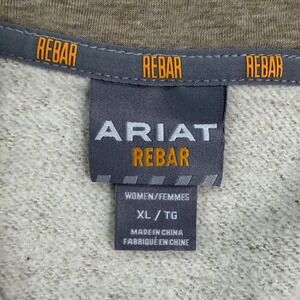 REBAR REBAR REBAR
ARIAT
REBAR
WOMEN/FEMMES
XL / TG
MADE IN CHINA
FABRIQUÉ EN CHINE